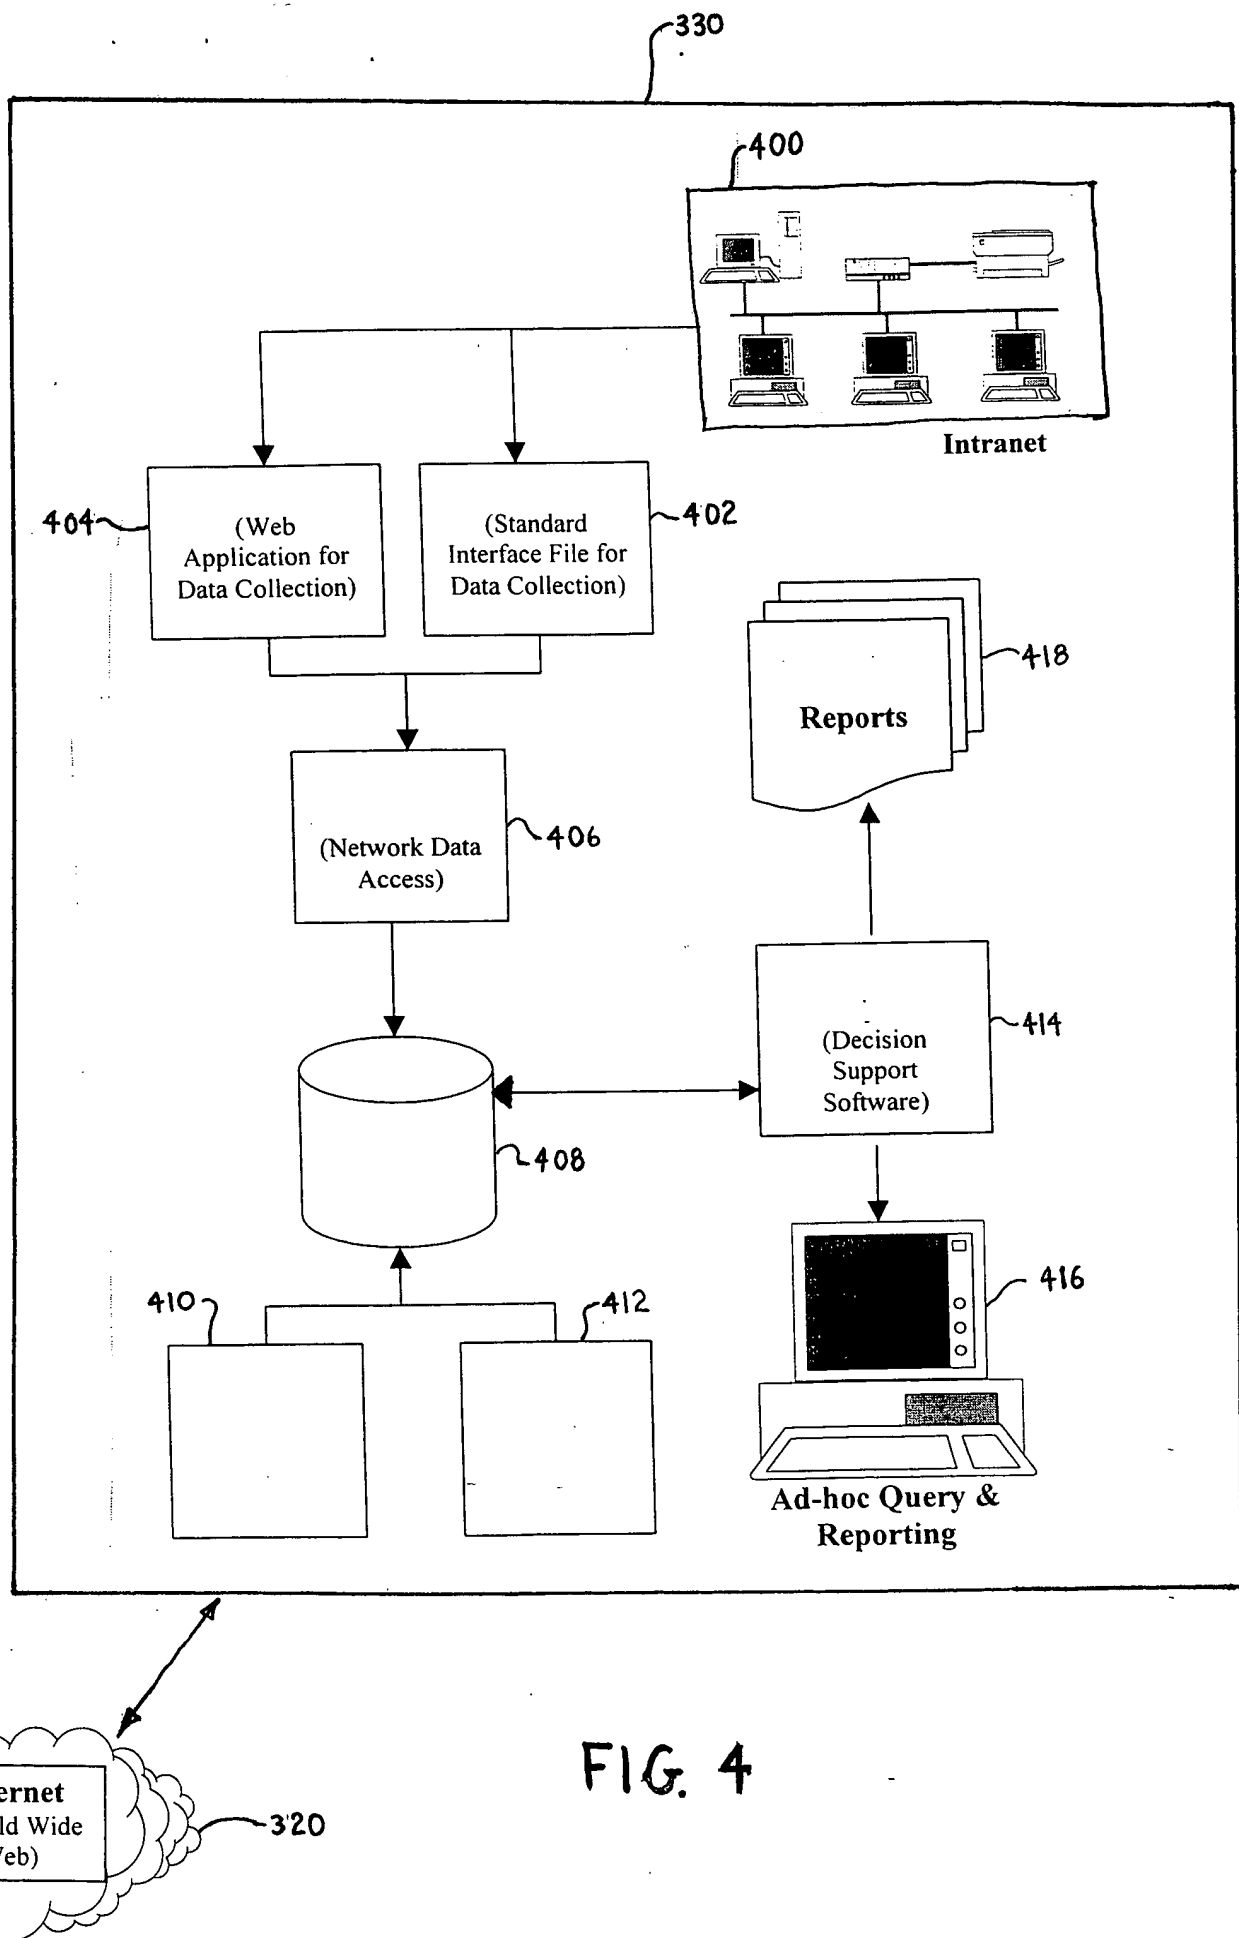 330
400
Intranet
404
(Web
Application for
Data Collection)
(Standard
Interface File for
Data Collection)
402
418
Reports
(Network Data
Access)
406
(Decision
Support
Software)
414
408
410
412
416
Ad-hoc Query &
Reporting
ernet
ld Wide
eb)
320
FIG. 4